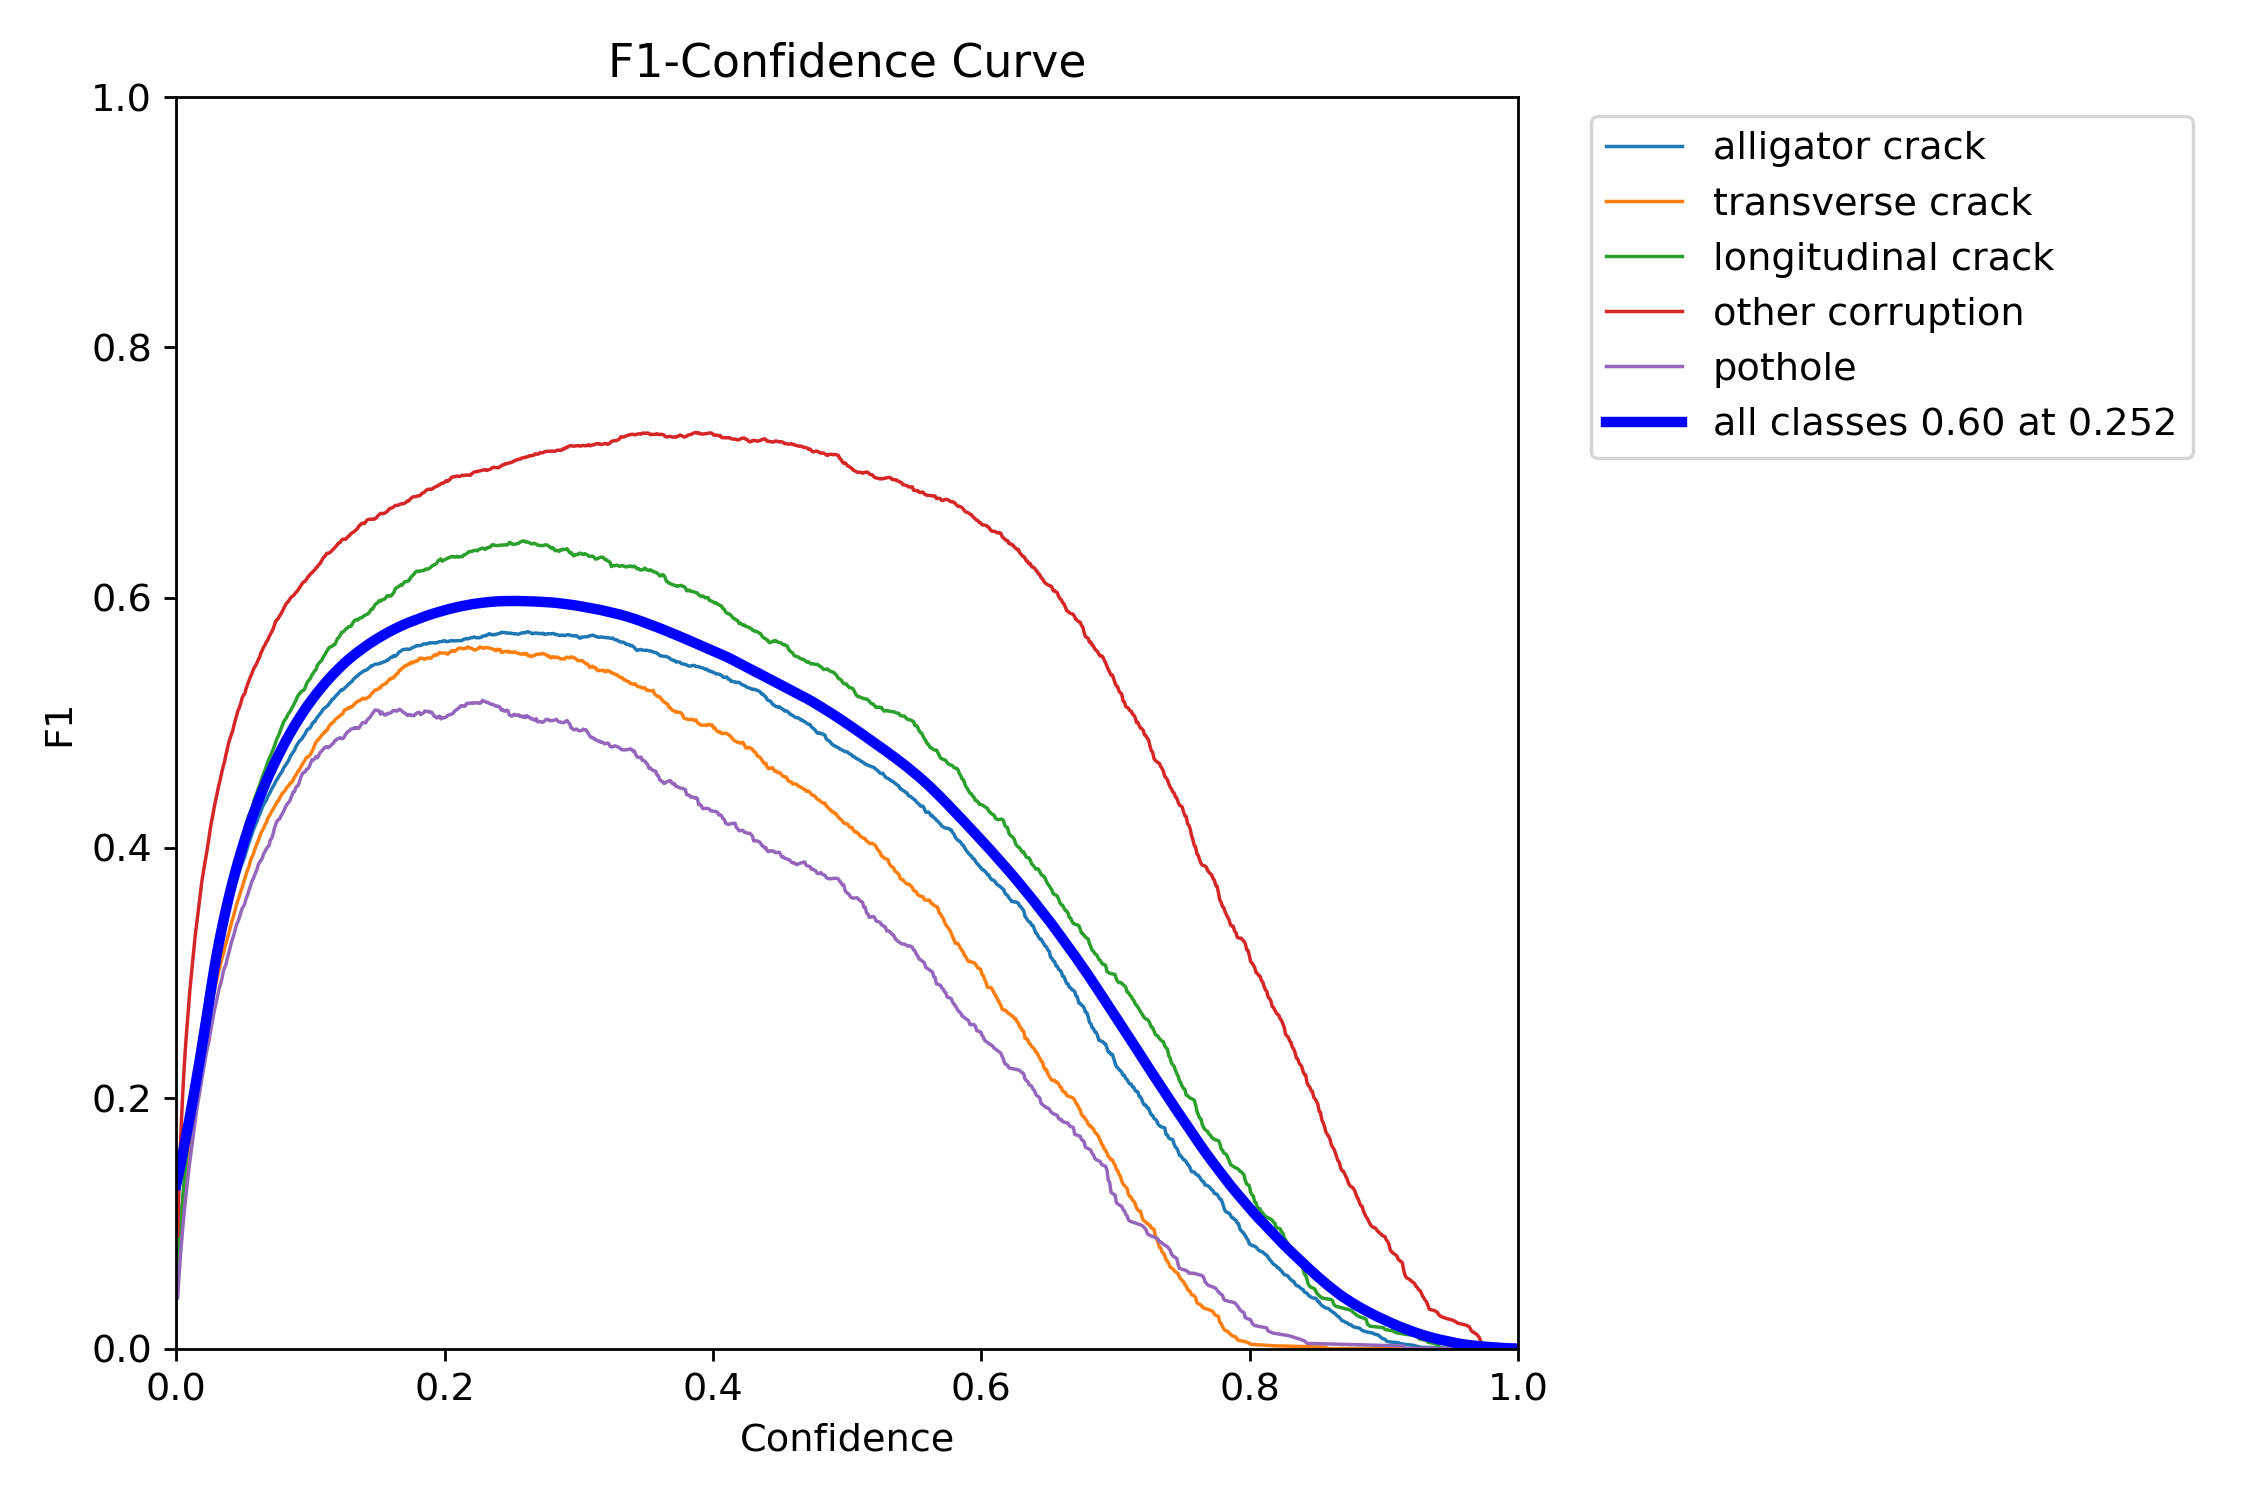 F1-Confidence Curve
1.0
0.8
0.6
0.4
0.2
0.0
F1
0.0 0.2 0.4 0.6 0.8 1.0
Confidence
alligator crack
transverse crack
longitudinal crack
other corruption
pothole
all classes 0.60 at 0.252